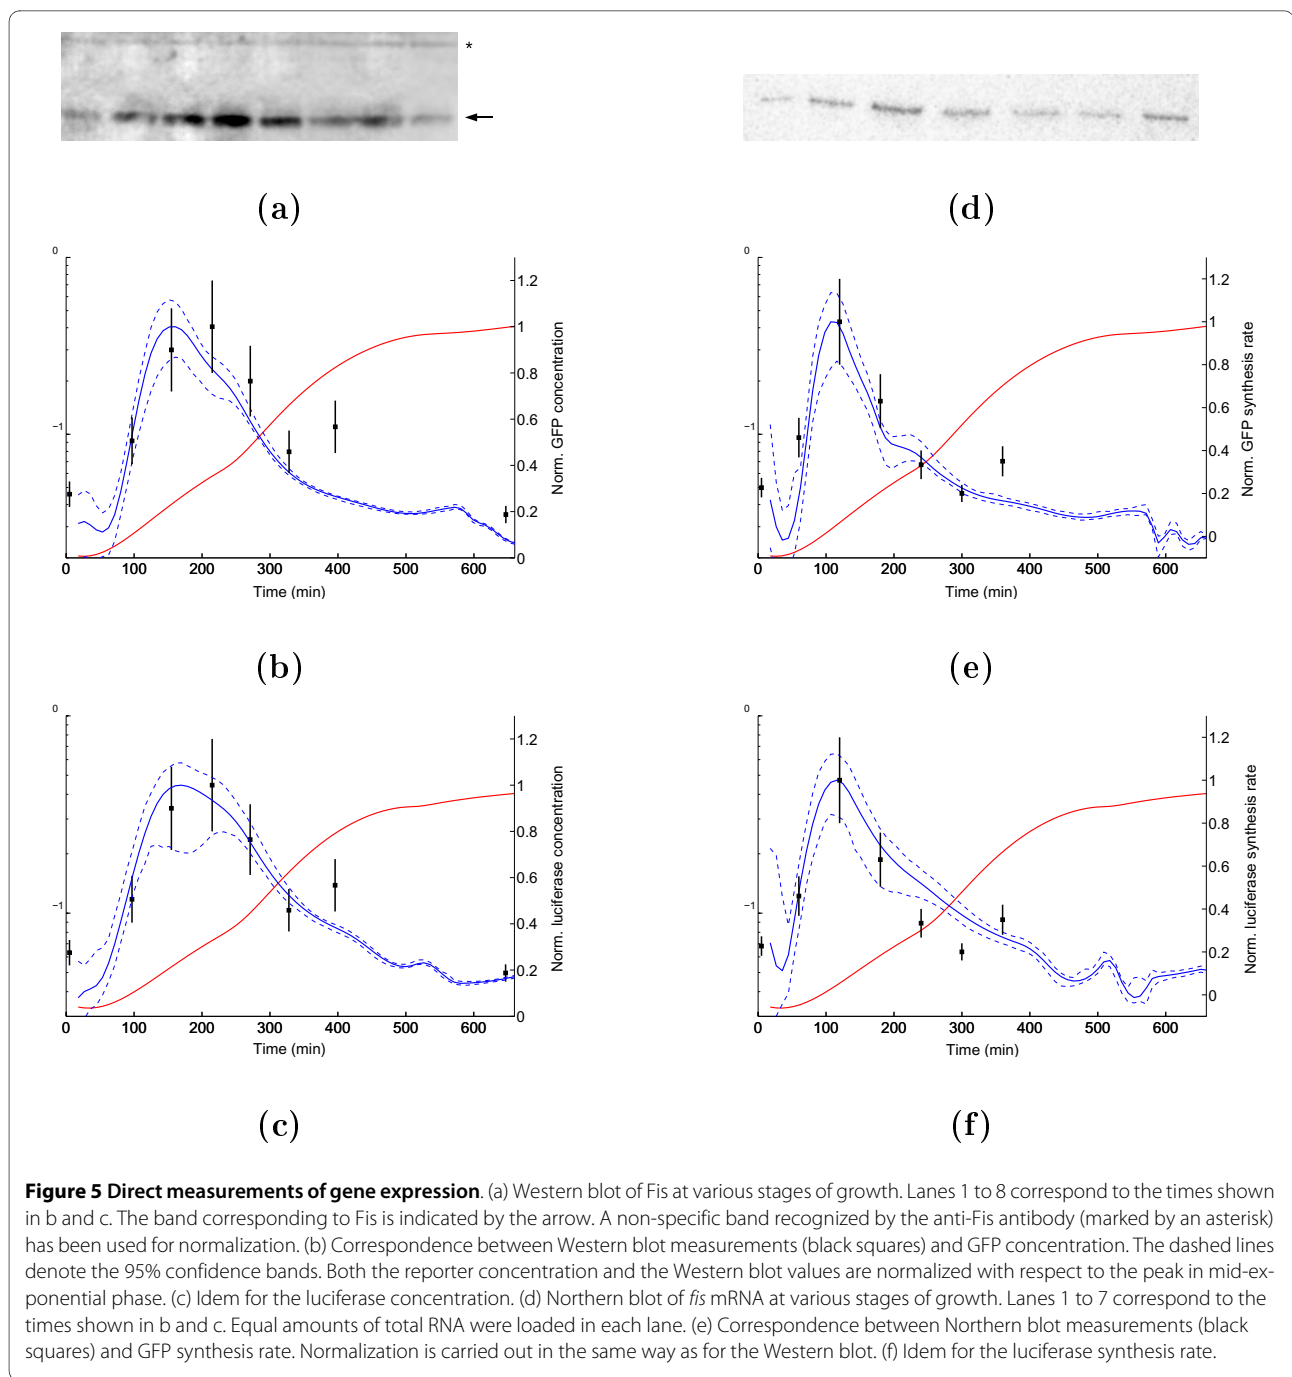 *
(a)
(d)
0
−1
0
0.2
0.4
0.6
0.8
1
1.2
Norm. GFP concentration
0 100 200 300 400 500 600
Time (min)
(b)
0
−1
0
0.2
0.4
0.6
0.8
1
1.2
Norm. GFP synthesis rate
0 100 200 300 400 500 600
Time (min)
(e)
0
−1
0
0.2
0.4
0.6
0.8
1
1.2
Norm. luciferase concentration
0 100 200 300 400 500 600
Time (min)
(c)
0
−1
0
0.2
0.4
0.6
0.8
1
1.2
Norm. luciferase synthesis rate
0 100 200 300 400 500 600
Time (min)
(f)
Figure 5 Direct measurements of gene expression. (a) Western blot of Fis at various stages of growth. Lanes 1 to 8 correspond to the times shown
in b and c. The band corresponding to Fis is indicated by the arrow. A non-specific band recognized by the anti-Fis antibody (marked by an asterisk)
has been used for normalization. (b) Correspondence between Western blot measurements (black squares) and GFP concentration. The dashed lines
denote the 95% confidence bands. Both the reporter concentration and the Western blot values are normalized with respect to the peak in mid-ex-
ponential phase. (c) Idem for the luciferase concentration. (d) Northern blot of fis mRNA at various stages of growth. Lanes 1 to 7 correspond to the
times shown in b and c. Equal amounts of total RNA were loaded in each lane. (e) Correspondence between Northern blot measurements (black
squares) and GFP synthesis rate. Normalization is carried out in the same way as for the Western blot. (f) Idem for the luciferase synthesis rate.